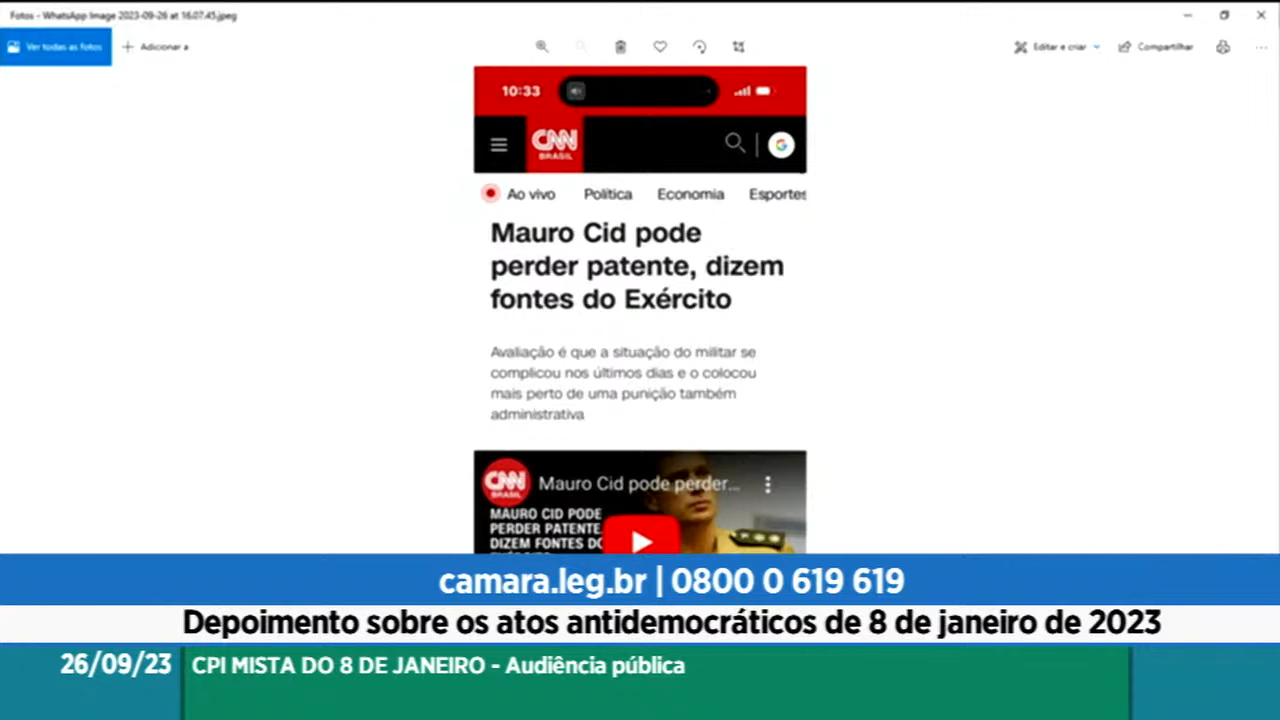 Fotos - WhatsApp Image 2023-09-26 at 16.07.45.jpeg
Ver todas as fotos
Adicionar a
Editar e criar
Compartilhar
10:33
CNN
BRASIL
G
Ao vivo Política Economia Esportes
Mauro Cid pode
perder patente, dizem
fontes do Exército
Avaliação é que a situação do militar se
complicou nos últimos dias e o colocou
mais perto de uma punição também
administrativa
CNN
BRASIL
Mauro Cid pode perder...
MAURO CID PODE
PERDER PATENTE,
DIZEM FONTES DO
camara.leg.br | 0800 0 619 619
Depoimento sobre os atos antidemocráticos de 8 de janeiro de 2023
26/09/23 CPI MISTA DO 8 DE JANEIRO - Audiência pública